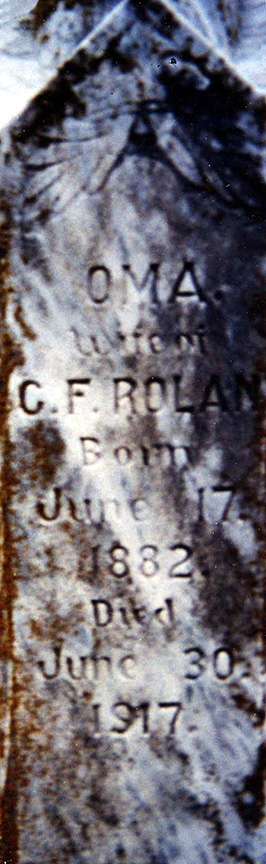 OMA.
Wife of
C.F. ROLAN
Born
June 17.
1882.
Died
June 30.
1917.